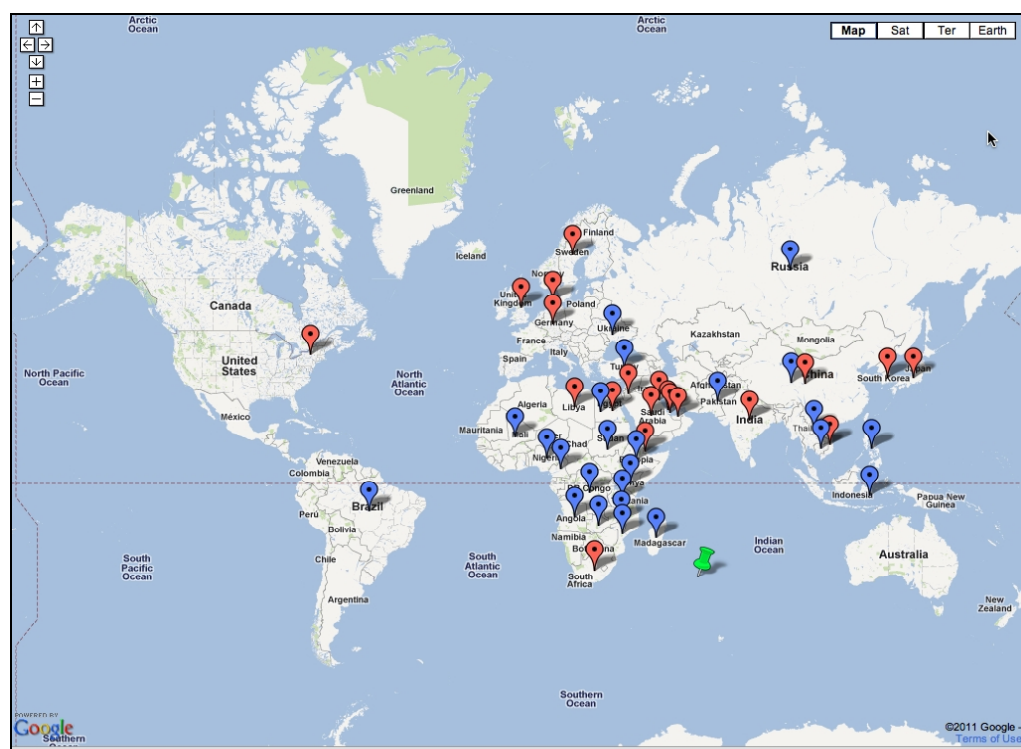 Arctic
Ocean
Arctic
Ocean
Map Sat Ter Earth
Greenland
Iceland
Finland
Sweden
Russia
United
Kingdom
Poland
Germany
Ukraine
France
Italy
Spain
Kazakhstan
Mongolia
Canada
United
States
North Pacific
Ocean
North
Atlantic
Ocean
Afghanistan
Pakistan
China
South Korea
Japan
Algeria
Libya
Egypt
Saudi
Arabia
India
México
Mauritania
Mali
Chad
Sudan
Nigeria
Ethiopia
Venezuela
Colombia
DR Congo
Kenya
Indonesia
Papua New
Guinea
Brazil
Perú
Bolivia
Angola
Tanzania
Namibia
Botswana
Madagascar
Indian
Ocean
Chile
South
Pacific
Ocean
South
Atlantic
Ocean
South
Africa
Australia
Argentina
New
Zealand
Southern
Ocean
POWERED BY
Google
Southern
Ocean
©2011 Google -
Terms of Use